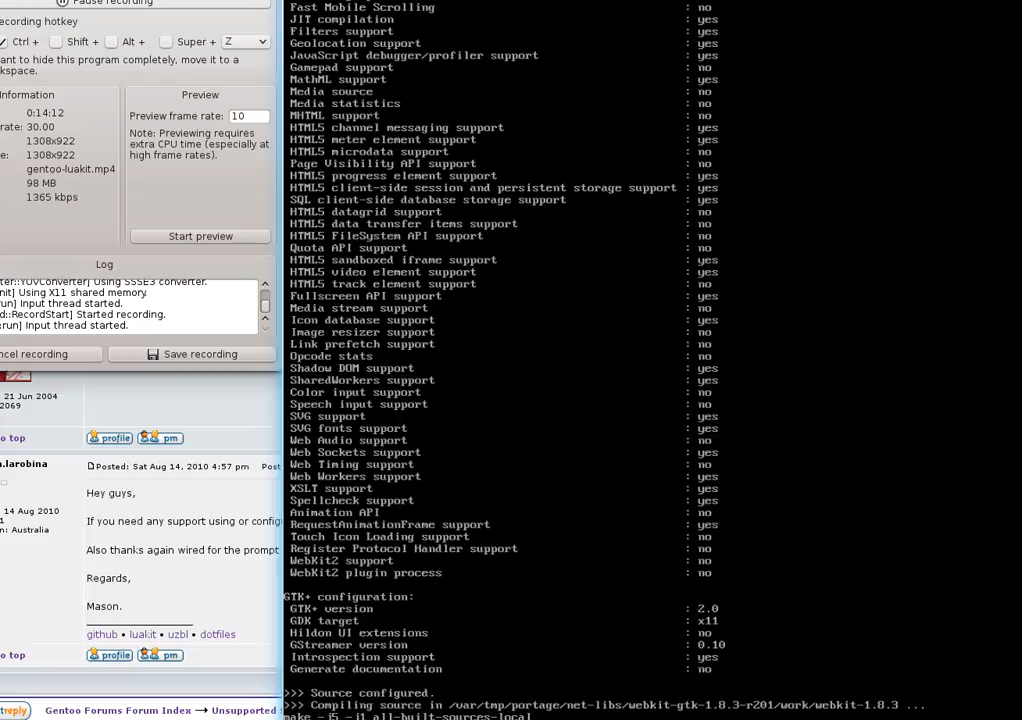 Pause recording
ecording hotkey
Ctrl + Shift + Alt + Super + Z
ant to hide this program completely, move it to a
kspace.
Information
0:14:12
rate: 30.00
1308x922
e: 1308x922
gentoo-luakit.mp4
98 MB
1365 kbps
Preview
Preview frame rate: 10
Note: Previewing requires
extra CPU time (especially at
high frame rates).
Start preview
Log
ter::YUVConverter] Using SSSE3 converter.
nit] Using X11 shared memory.
run] Input thread started.
d::RecordStart] Started recording.
:run] Input thread started.
ncel recording Save recording
21 Jun 2004
2069
o top profile pm
n.larobina
Posted: Sat Aug 14, 2010 4:57 pm Post
14 Aug 2010
1
n: Australia
Hey guys,
If you need any support using or config
Also thanks again wired for the prompt
Regards,
Mason.
github • luakit • uzbl • dotfiles
o top profile pm
treply Gentoo Forums Forum Index → Unsupported
Fast Mobile Scrolling : no
JIT compilation : yes
Filters support : yes
Geolocation support : yes
JavaScript debugger/profiler support : yes
Gamepad support : no
MathML support : yes
Media source : no
Media statistics : no
MHTML support : no
HTML5 channel messaging support : yes
HTML5 meter element support : yes
HTML5 microdata support : no
Page Visibility API support : no
HTML5 progress element support : yes
HTML5 client-side session and persistent storage support : yes
SQL client-side database storage support : yes
HTML5 datagrid support : no
HTML5 data transfer items support : no
HTML5 FileSystem API support : no
Quota API support : no
HTML5 sandboxed iframe support : yes
HTML5 video element support : yes
HTML5 track element support : no
Fullscreen API support : yes
Media stream support : no
Icon database support : yes
Image resizer support : no
Link prefetch support : no
Opcode stats : no
Shadow DOM support : yes
SharedWorkers support : yes
Color input support : no
Speech input support : no
SVG support : yes
SVG fonts support : yes
Web Audio support : no
Web Sockets support : yes
Web Timing support : no
Web Workers support : yes
XSLT support : yes
Spellcheck support : yes
Animation API : no
RequestAnimationFrame support : yes
Touch Icon Loading support : no
Register Protocol Handler support : no
WebKit2 support : no
WebKit2 plugin process : no
GTK+ configuration:
GTK+ version : 2.0
GDK target : x11
Hildon UI extensions : no
GStreamer version : 0.10
Introspection support : yes
Generate documentation : no
>>> Source configured.
>>> Compiling source in /var/tmp/portage/net-libs/webkit-gtk-1.8.3-r201/work/webkit-1.8.3 ...
make -j5 -j1 all-built-sources-local